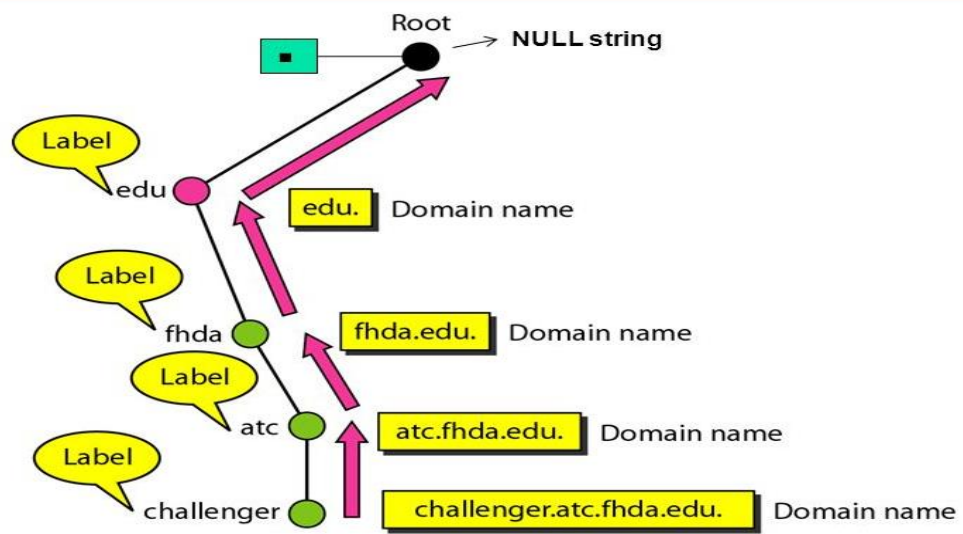 Root
NULL string
.
Label
edu
edu. Domain name
Label
fhda
fhda.edu. Domain name
Label
atc
atc.fhda.edu. Domain name
Label
challenger
challenger.atc.fhda.edu. Domain name